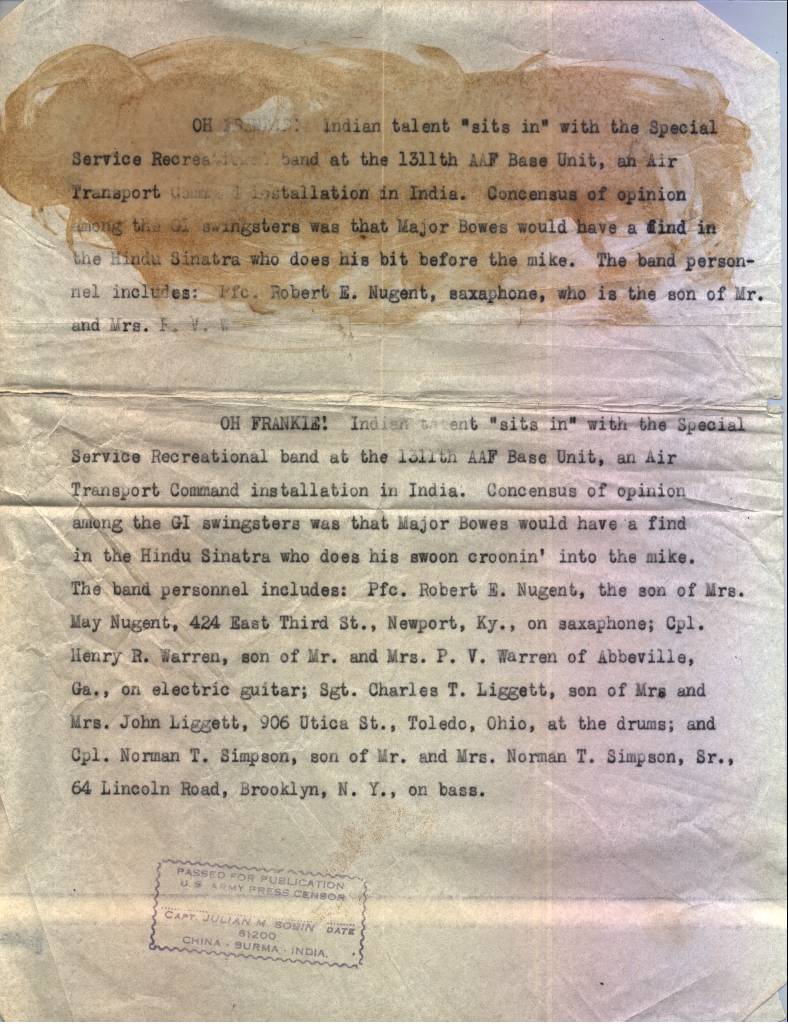 OH FRANKIE! Indian talent "sits in" with the Special
Service Recreational band at the 1311th AAF Base Unit, an Air
Transport Command installation in India. Concensus of opinion
among the GI swingsters was that Major Bowes would have a find in
the Hindu Sinatra who does his bit before the mike. The band person-
nel includes: Pfc. Robert E. Nugent, saxaphone, who is the son of Mr.
and Mrs. P. V. W
OH FRANKIE! Indian talent "sits in" with the Special
Service Recreational band at the 1311th AAF Base Unit, an Air
Transport Command installation in India. Concensus of opinion
among the GI swingsters was that Major Bowes would have a find
in the Hindu Sinatra who does his swoon croonin' into the mike.
The band personnel includes: Pfc. Robert E. Nugent, the son of Mrs.
May Nugent, 424 East Third St., Newport, Ky., on saxaphone; Cpl.
Henry R. Warren, son of Mr. and Mrs. P. V. Warren of Abbeville,
Ga., on electric guitar; Sgt. Charles T. Liggett, son of Mrs and
Mrs. John Liggett, 906 Utica St., Toledo, Ohio, at the drums; and
Cpl. Norman T. Simpson, son of Mr. and Mrs. Norman T. Simpson, Sr.,
64 Lincoln Road, Brooklyn, N. Y., on bass.
PASSED FOR PUBLICATION
U.S. ARMY PRESS CENSOR
CAPT. JULIAN M. SOBIN DATE
61200
CHINA - BURMA - INDIA.